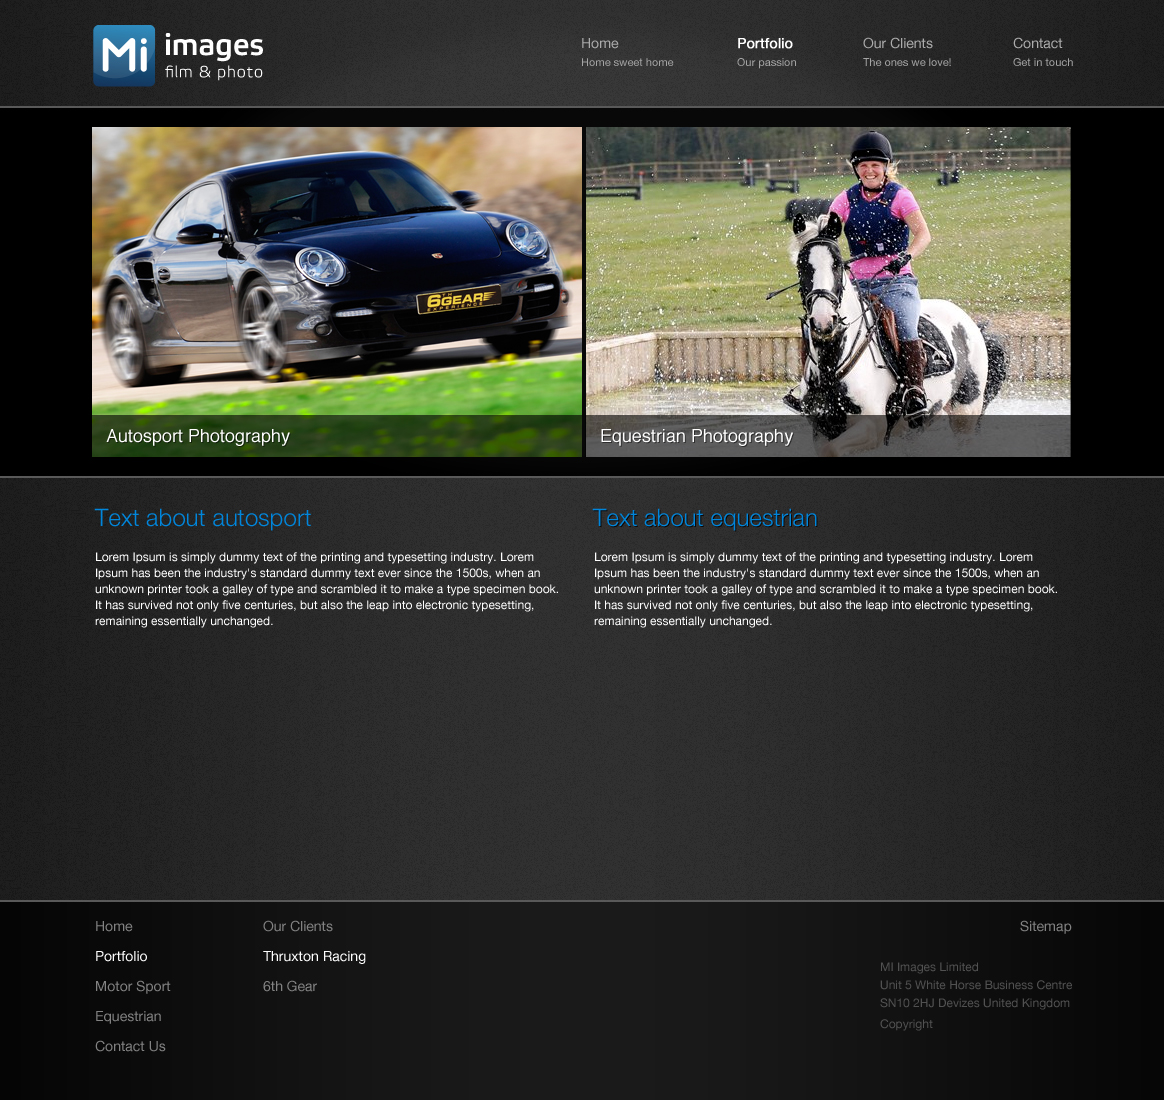 Mi images
film & photo
Home
Home sweet home
Portfolio
Our passion
Our Clients
The ones we love!
Contact
Get in touch
6TH GEAR
EXPERIENCE
Autosport Photography
Equestrian Photography
Text about autosport
Lorem Ipsum is simply dummy text of the printing and typesetting industry. Lorem
Ipsum has been the industry's standard dummy text ever since the 1500s, when an
unknown printer took a galley of type and scrambled it to make a type specimen book.
It has survived not only five centuries, but also the leap into electronic typesetting,
remaining essentially unchanged.
Text about equestrian
Lorem Ipsum is simply dummy text of the printing and typesetting industry. Lorem
Ipsum has been the industry's standard dummy text ever since the 1500s, when an
unknown printer took a galley of type and scrambled it to make a type specimen book.
It has survived not only five centuries, but also the leap into electronic typesetting,
remaining essentially unchanged.
Home
Portfolio
Motor Sport
Equestrian
Contact Us
Our Clients
Thruxton Racing
6th Gear
Sitemap
MI Images Limited
Unit 5 White Horse Business Centre
SN10 2HJ Devizes United Kingdom
Copyright